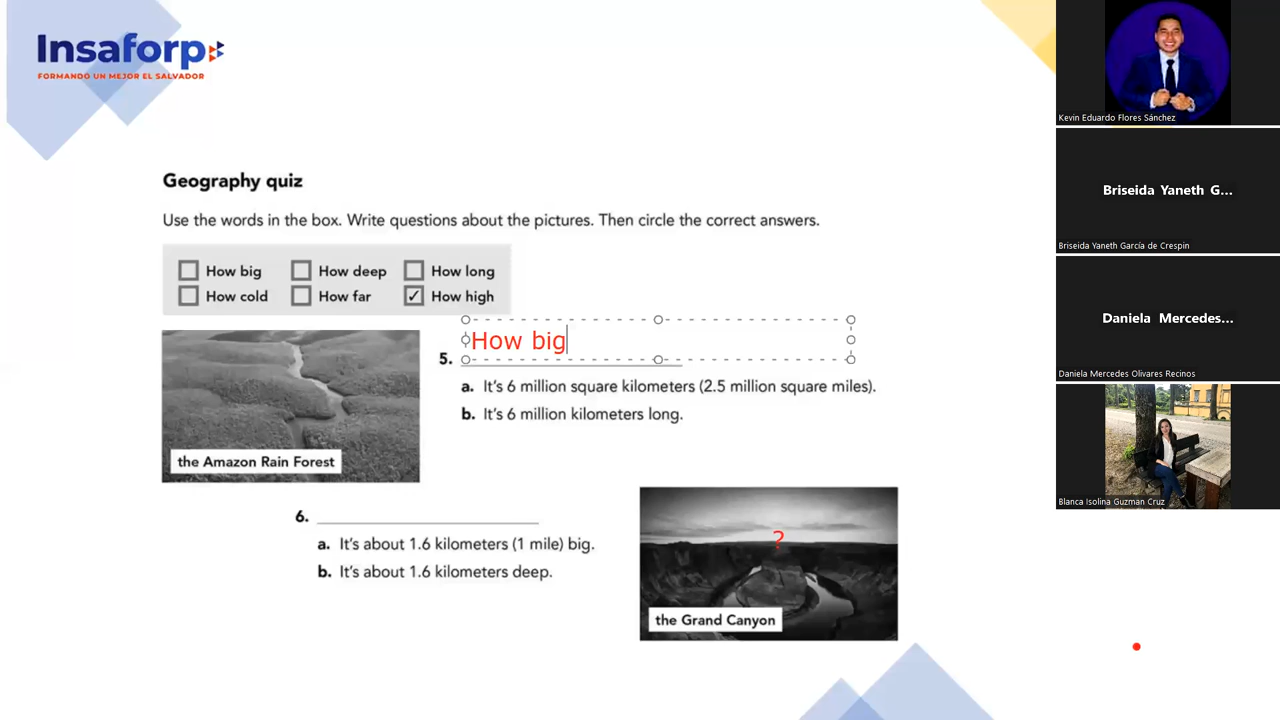 Insaforp
FORMANDO UN MEJOR EL SALVADOR
Geography quiz
Use the words in the box. Write questions about the pictures. Then circle the correct answers.
How big How deep How long
How cold How far ✓ How high
5. How big
a. It's 6 million square kilometers (2.5 million square miles).
b. It's 6 million kilometers long.
the Amazon Rain Forest
6.
a. It's about 1.6 kilometers (1 mile) big.
b. It's about 1.6 kilometers deep.
?
the Grand Canyon
Kevin Eduardo Flores Sánchez
Briseida Yaneth G...
Briseida Yaneth García de Crespin
Daniela Mercedes...
Daniela Mercedes Olivares Recinos
Blanca Isolina Guzman Cruz